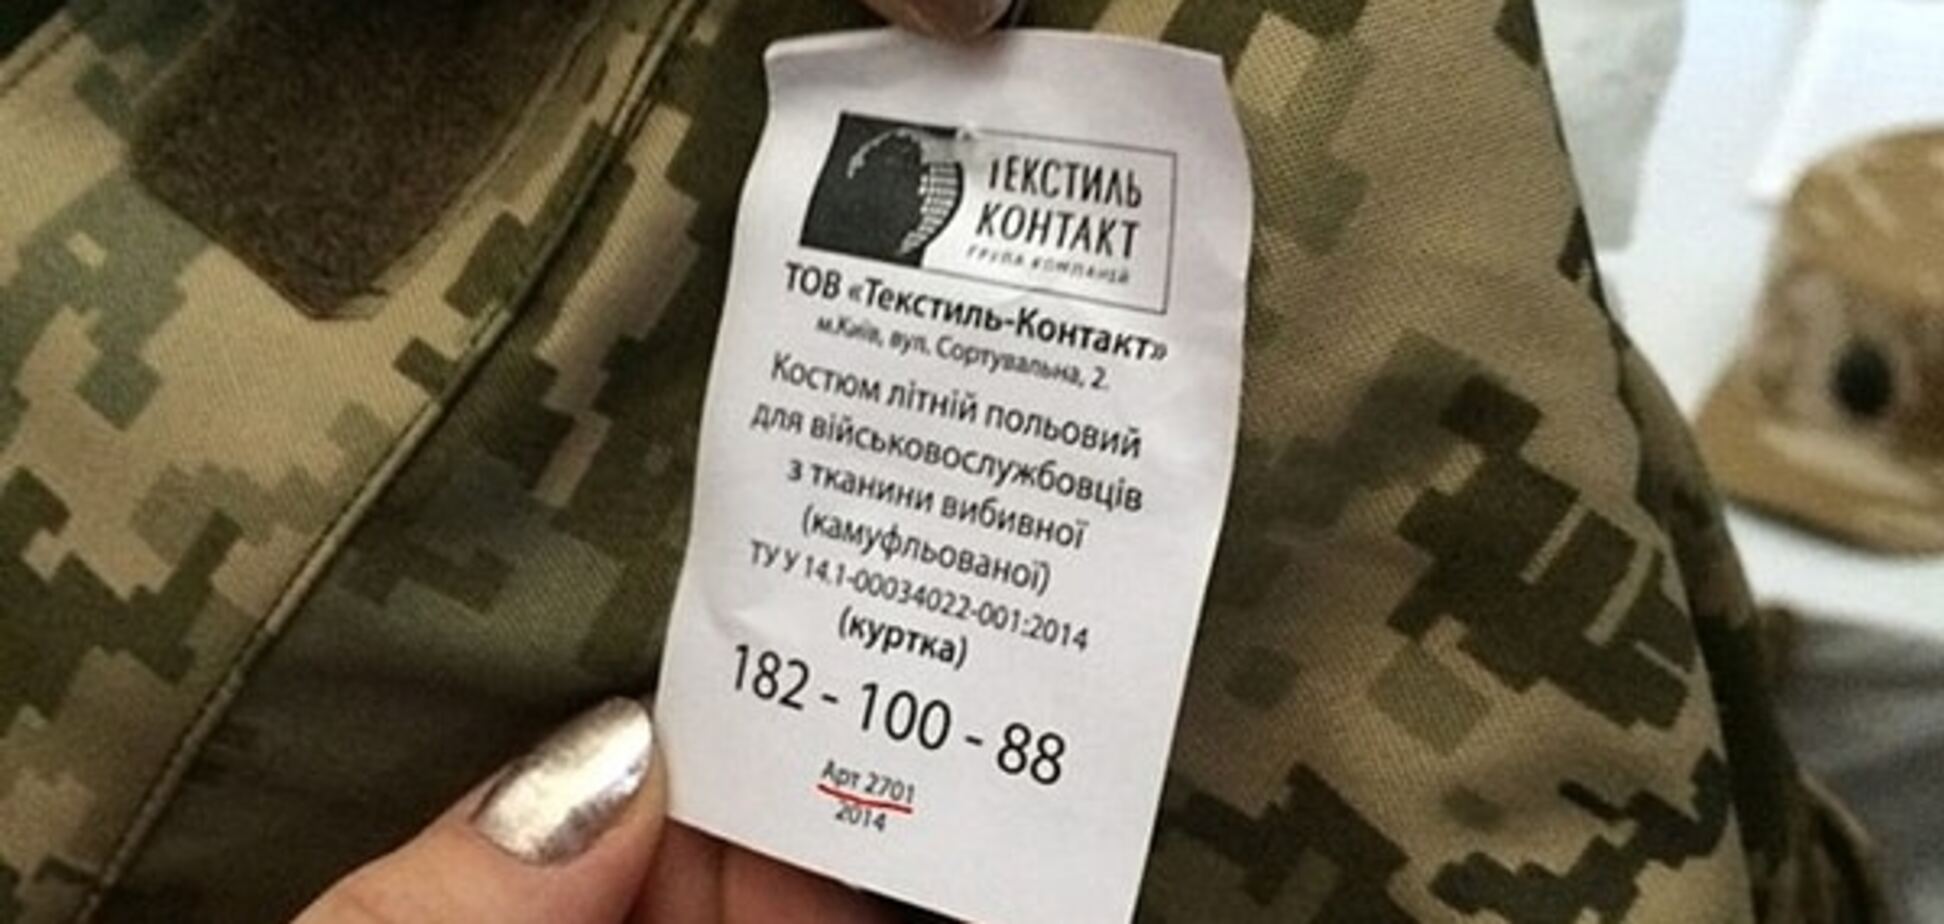 ТЕКСТИЛЬ
КОНТАКТ
ГРУПА КОМПАНІЙ
ТОВ «Текстиль-Контакт»
м.Київ, вул. Сортувальна, 2.
Костюм літній польовий
для військовослужбовців
з тканини вибивної
(камуфльованої)
ТУ У 14.1-00034022-001:2014
(куртка)
182 - 100 - 88
Арт 2701
2014